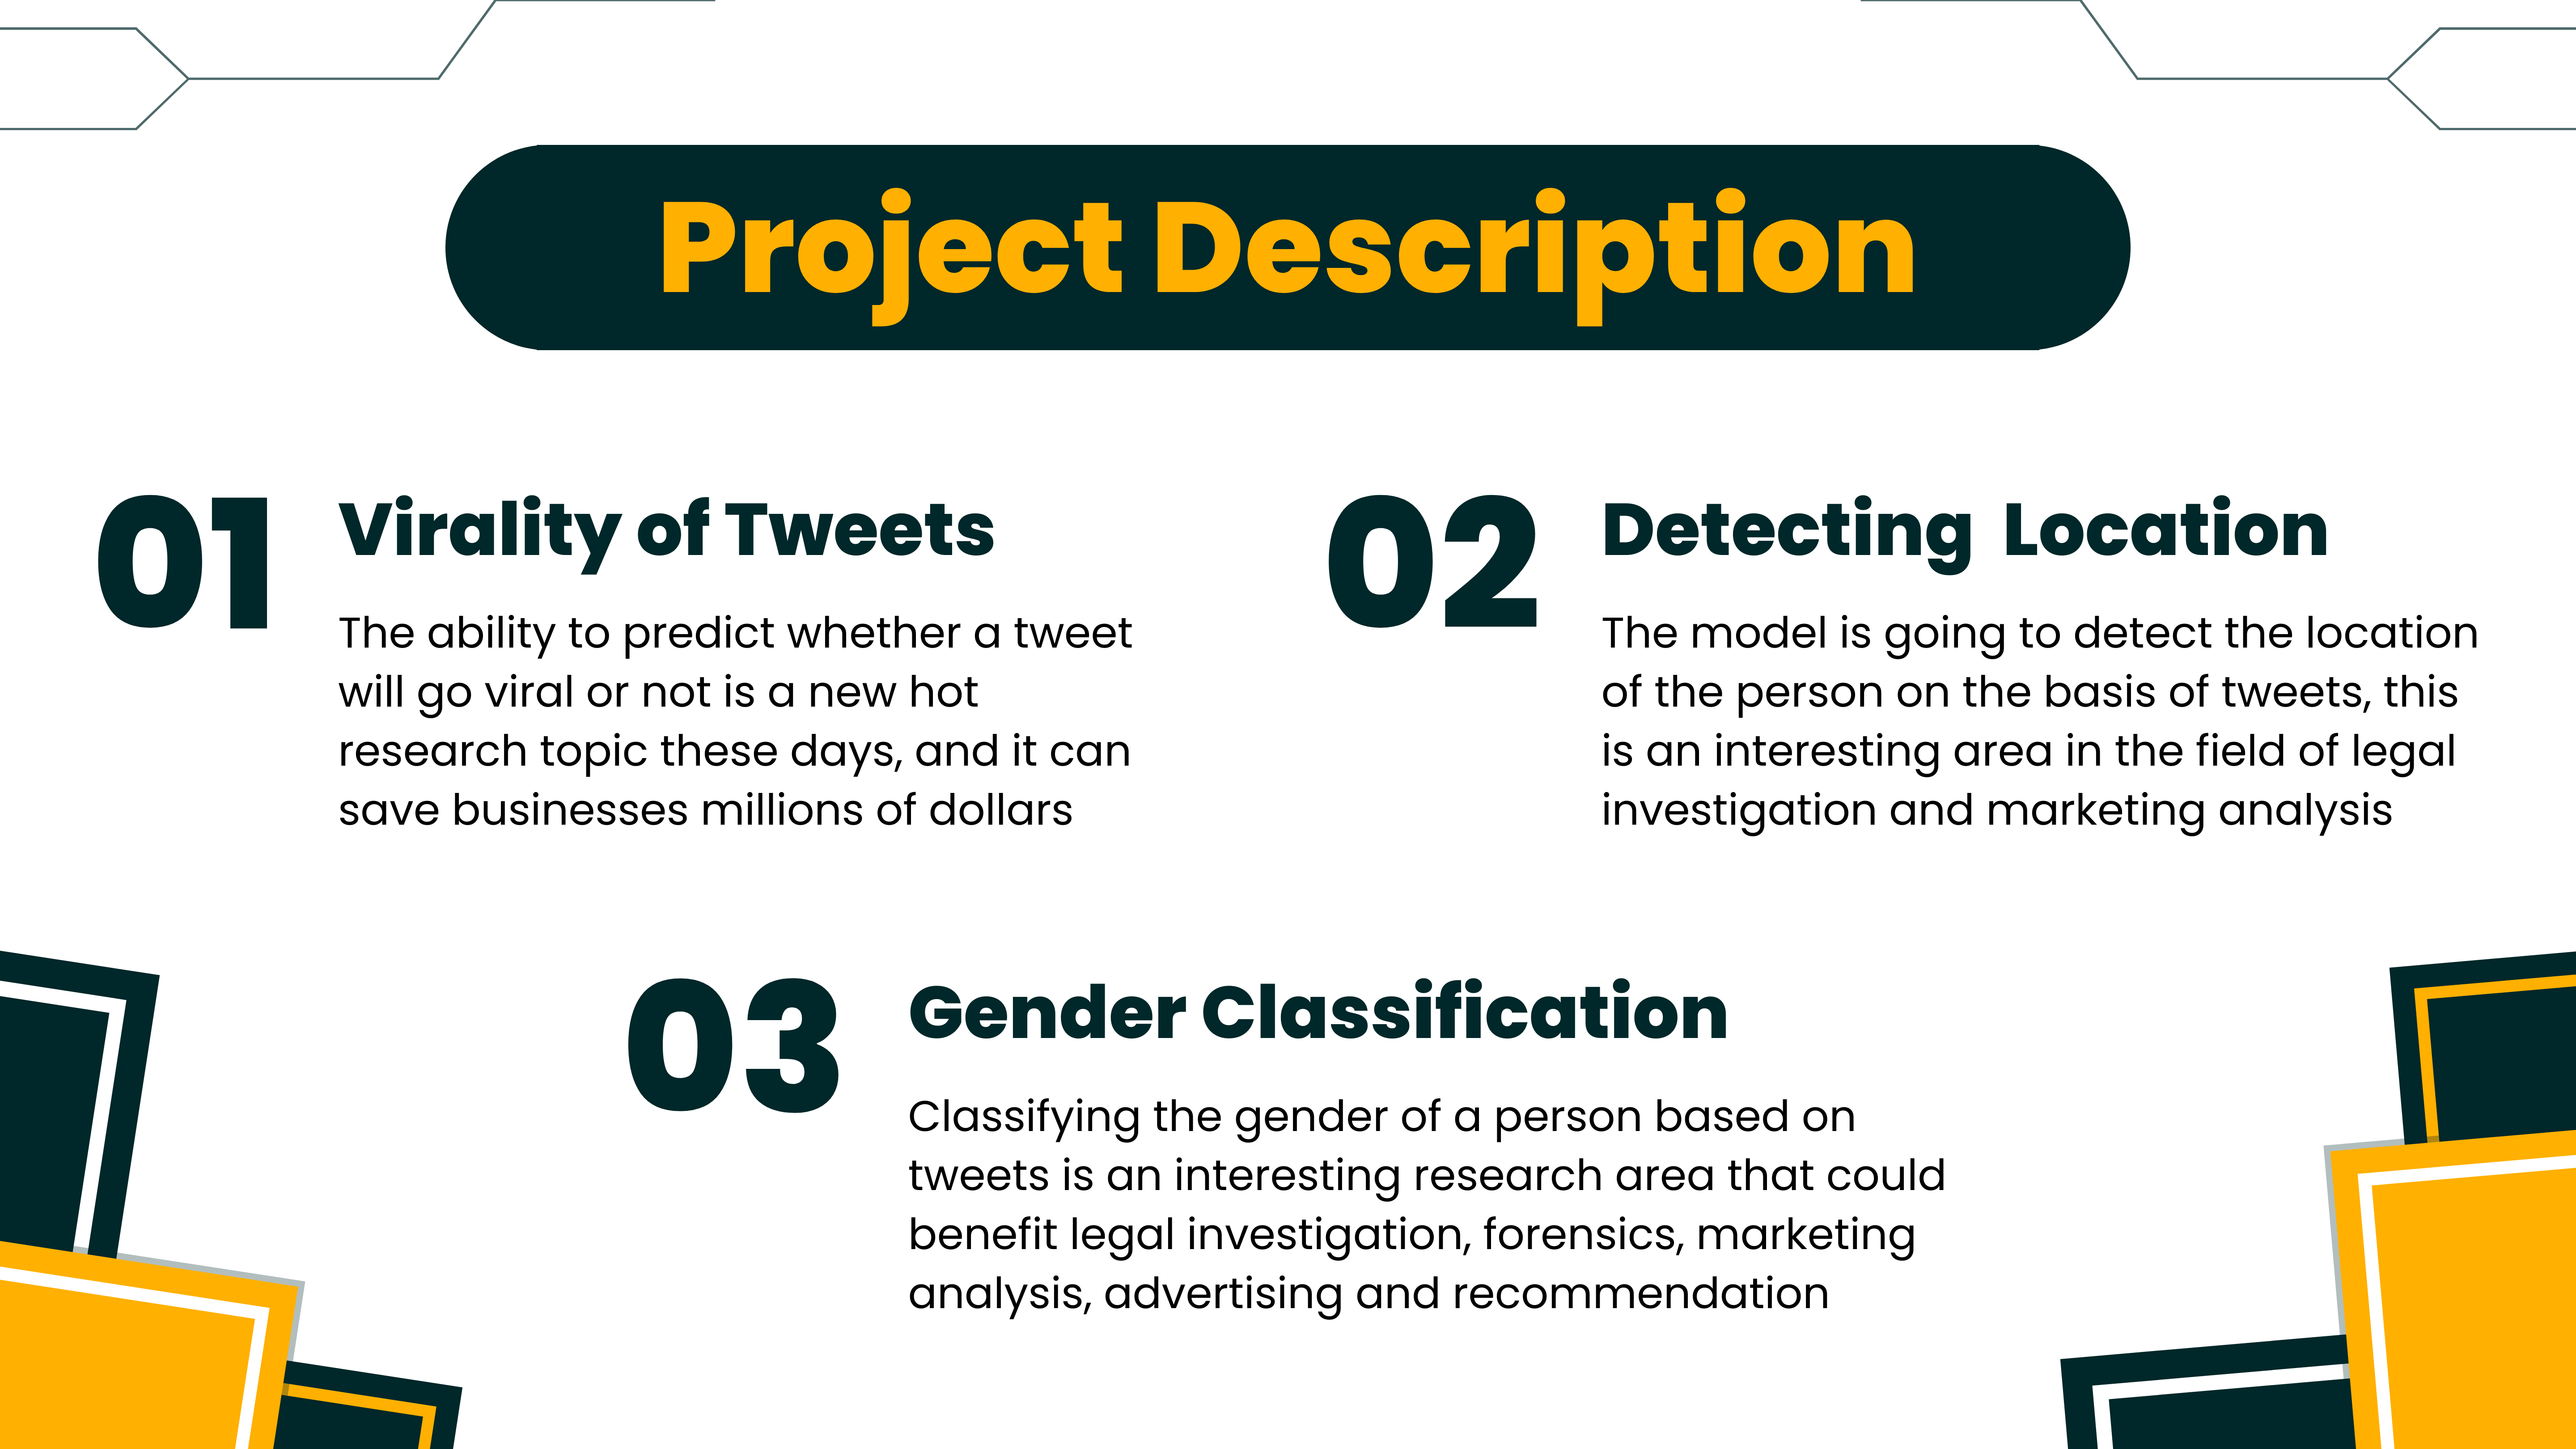 Project Description
01
Virality of Tweets
The ability to predict whether a tweet
will go viral or not is a new hot
research topic these days, and it can
save businesses millions of dollars
02
Detecting  Location
The model is going to detect the location
of the person on the basis of tweets, this
is an interesting area in the field of legal
investigation and marketing analysis
03
Gender Classification
Classifying the gender of a person based on
tweets is an interesting research area that could
benefit legal investigation, forensics, marketing
analysis, advertising and recommendation